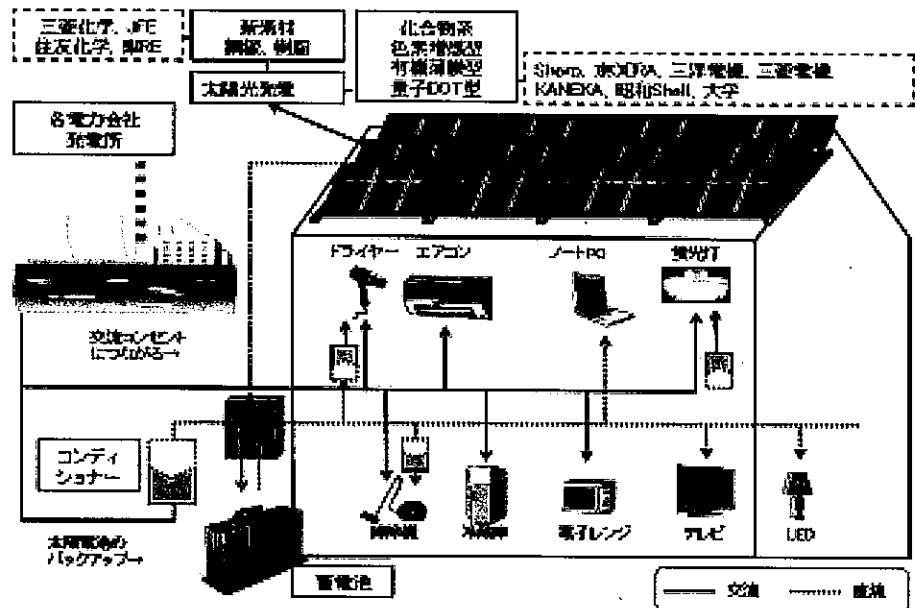 三菱化学、JFE
住友化学、
新素材
鋼板、樹脂
化合物系
色素増感型
有機薄膜型
量子DOT型
太陽光発電
Sharp、三洋電機、三菱電機
KANEKA、昭和Shell、大学
各電力会社
発電所
ドライヤー
エアコン
ノートPC
蛍光灯
交流コンセント
につながる→
コンディ
ショナー
太陽電池の
バックアップ→
蓄電池
掃除機
冷蔵庫
電子レンジ
テレビ
LED
交流
直流